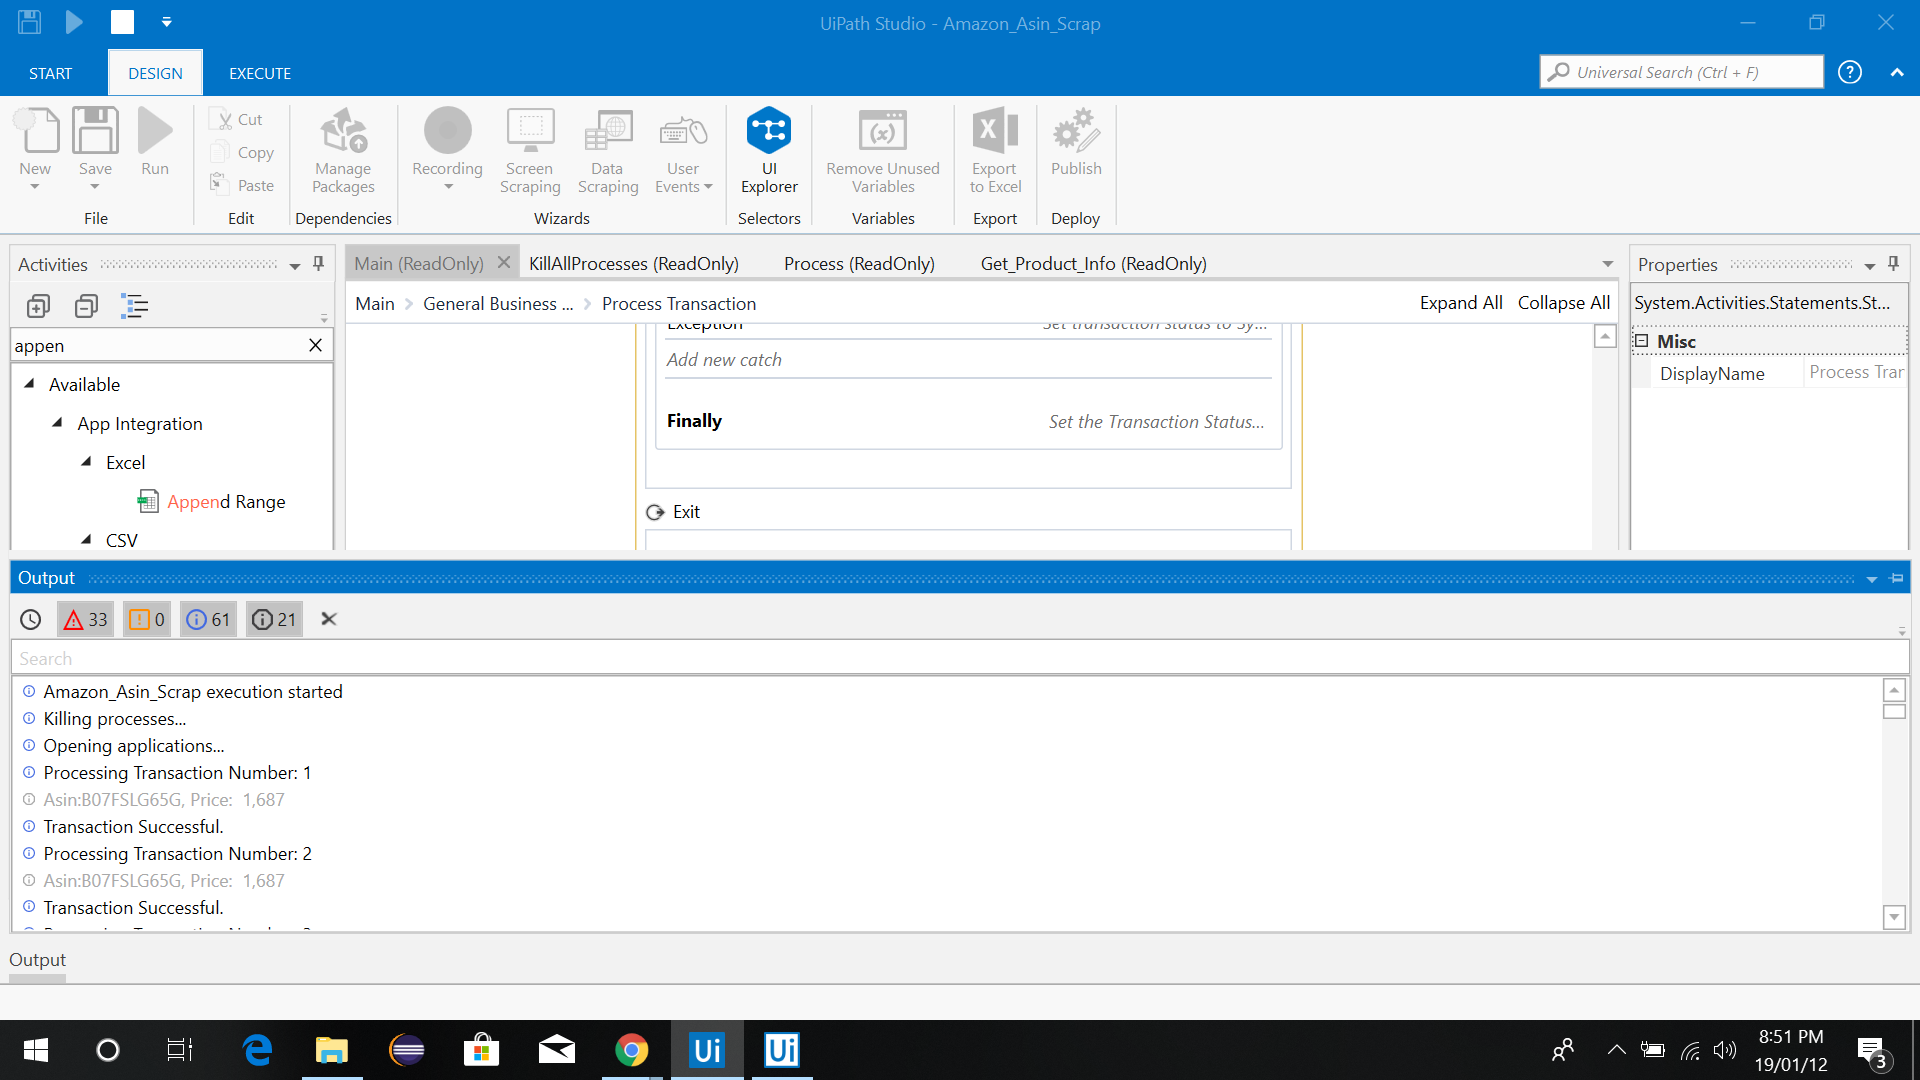 UiPath Studio - Amazon_Asin_Scrap
START DESIGN EXECUTE
Universal Search (Ctrl + F)
New Save Run
Cut
Copy
Paste
Manage Packages
Recording
Screen Scraping
Data Scraping
User Events
UI Explorer
Remove Unused Variables
Export to Excel
Publish
File Edit Dependencies Wizards Selectors Variables Export Deploy
Activities
Main (ReadOnly) KillAllProcesses (ReadOnly) Process (ReadOnly) Get_Product_Info (ReadOnly)
Properties
Main General Business ... Process Transaction Expand All Collapse All
System.Activities.Statements.St...
appen
Misc
DisplayName Process Tran
Available
App Integration
Excel
Append Range
CSV
Exception Set transaction status to Sy...
Add new catch
Finally Set the Transaction Status...
Exit
Output
33 0 61 21
Search
Amazon_Asin_Scrap execution started
Killing processes...
Opening applications...
Processing Transaction Number: 1
Asin:B07FSLG65G, Price: 1,687
Transaction Successful.
Processing Transaction Number: 2
Asin:B07FSLG65G, Price: 1,687
Transaction Successful.
Output
Ui Ui
8:51 PM
19/01/12
3